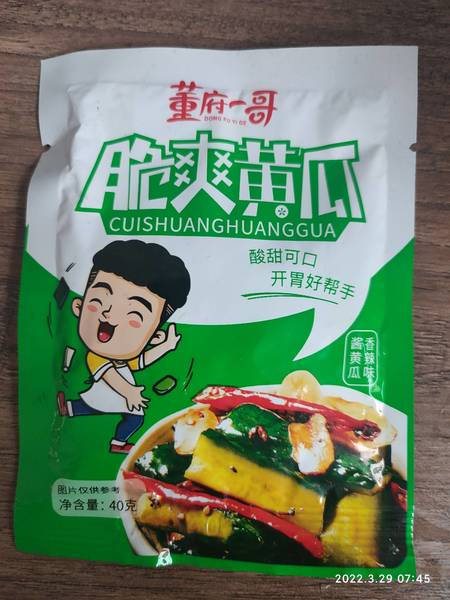 董府一哥
DONG FU YI GE
脆爽黄瓜
CUISHUANGHUANGGUA
酸甜可口
开胃好帮手
香辣味
酱黄瓜
图片仅供参考
净含量：40克
2022.3.29 07:45